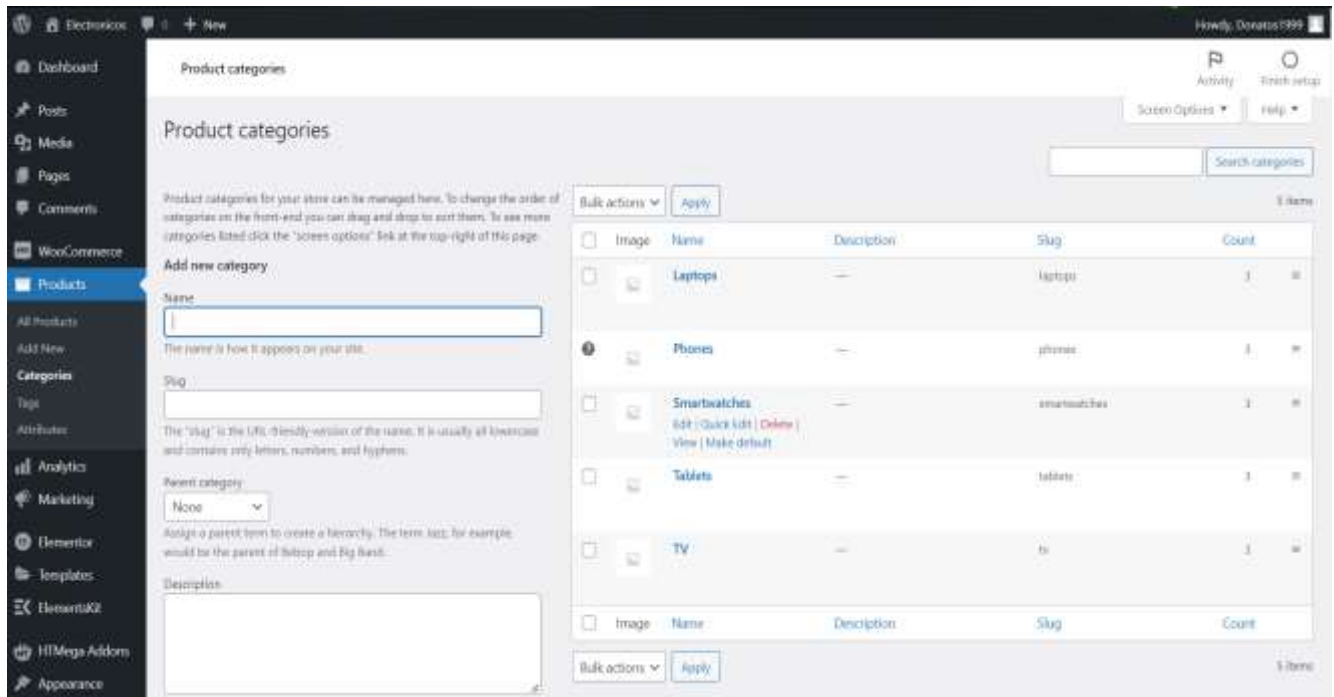 Electronicos
New
Howdy, Donatos1999
Dashboard
Posts
Media
Pages
Comments
WooCommerce
Products
All Products
Add New
Categories
Tags
Attributes
Analytics
Marketing
Elementor
Templates
ElementsKit
HTMega Addons
Appearance
Product categories
Activity
Finish setup
Screen Options
Help
Product categories
Search categories
Product categories for your store can be managed here. To change the order of
categories on the front-end you can drag and drop to sort them. To see more
categories listed click the "screen options" link at the top-right of this page.
Add new category
Name
The name is how it appears on your site.
Slug
The "slug" is the URL-friendly version of the name. It is usually all lowercase
and contains only letters, numbers, and hyphens.
Parent category
None
Assign a parent term to create a hierarchy. The term Jazz, for example,
would be the parent of Bebop and Big Band.
Description
Bulk actions Apply
5 items
Image Name Description Slug Count
Laptops — laptops
Phones — phones
Smartwatches — smartwatches
Edit | Quick Edit | Delete |
View | Make default
Tablets — tablets
TV — tv
Image Name Description Slug Count
Bulk actions Apply
5 items